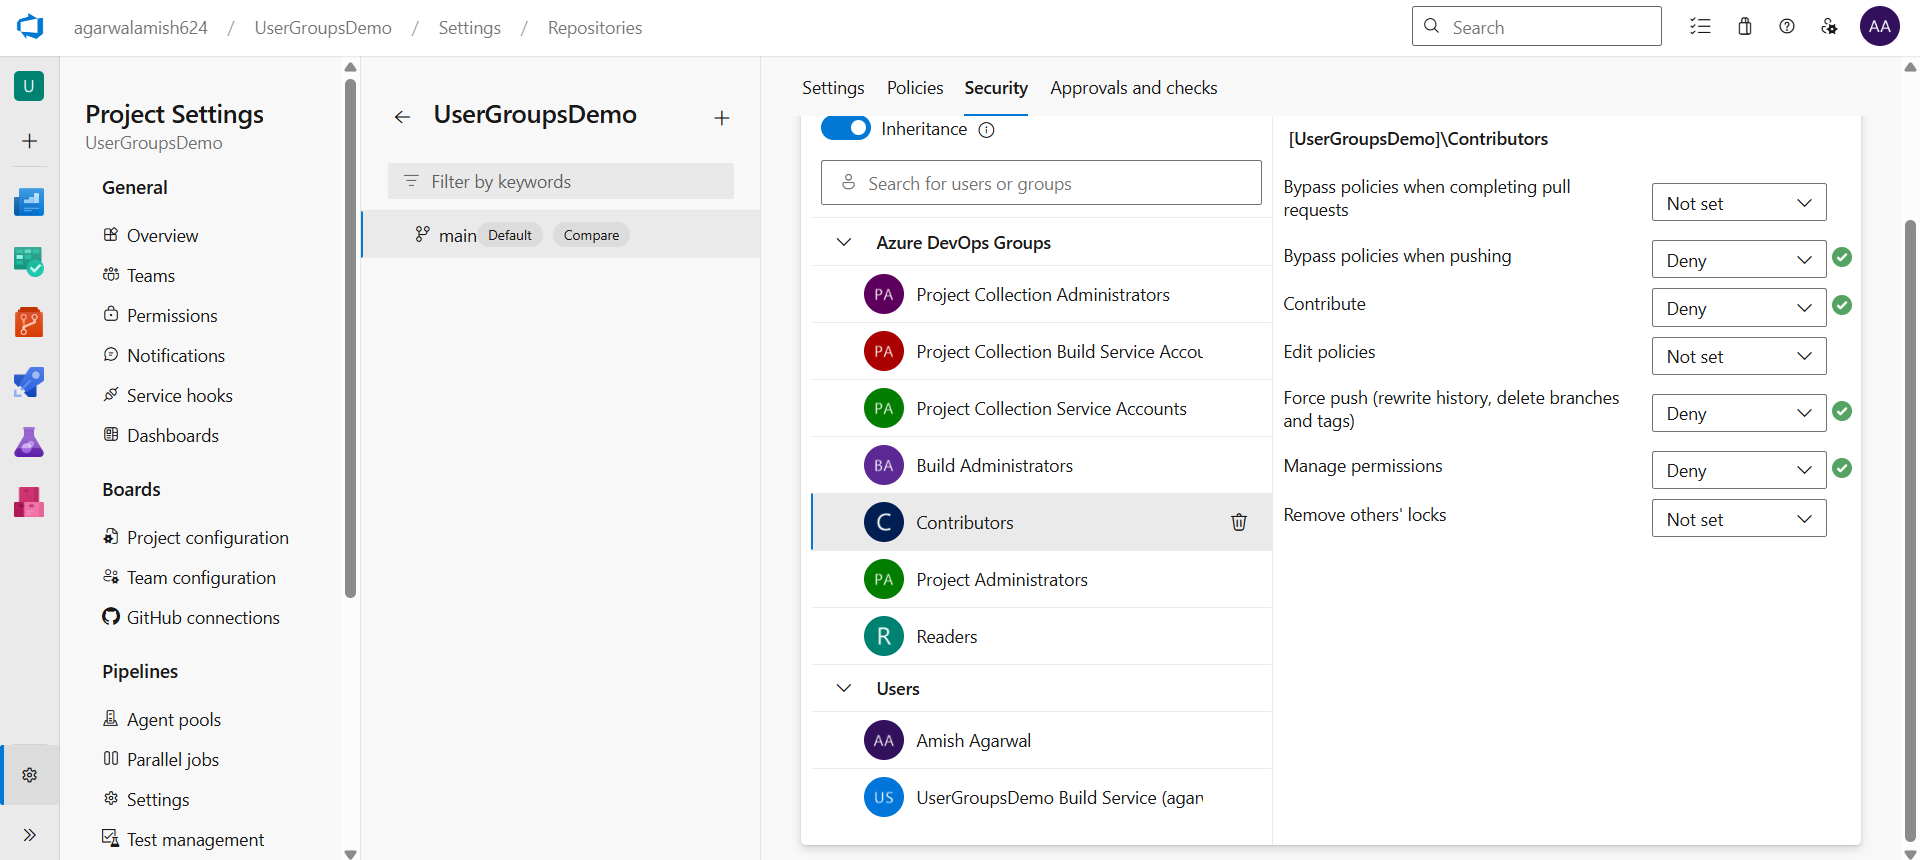 agarwalamish624 / UserGroupsDemo / Settings / Repositories
Search
AA
U
Project Settings
UserGroupsDemo
General
Overview
Teams
Permissions
Notifications
Service hooks
Dashboards
Boards
Project configuration
Team configuration
GitHub connections
Pipelines
Agent pools
Parallel jobs
Settings
Test management
UserGroupsDemo
Filter by keywords
main Default Compare
Settings Policies Security Approvals and checks
Inheritance
Search for users or groups
Azure DevOps Groups
PA Project Collection Administrators
PA Project Collection Build Service Accou
PA Project Collection Service Accounts
BA Build Administrators
C Contributors
PA Project Administrators
R Readers
Users
AA Amish Agarwal
US UserGroupsDemo Build Service (agar
[UserGroupsDemo]\Contributors
Bypass policies when completing pull
requests
Not set
Bypass policies when pushing
Deny
Contribute
Deny
Edit policies
Not set
Force push (rewrite history, delete branches
and tags)
Deny
Manage permissions
Deny
Remove others' locks
Not set